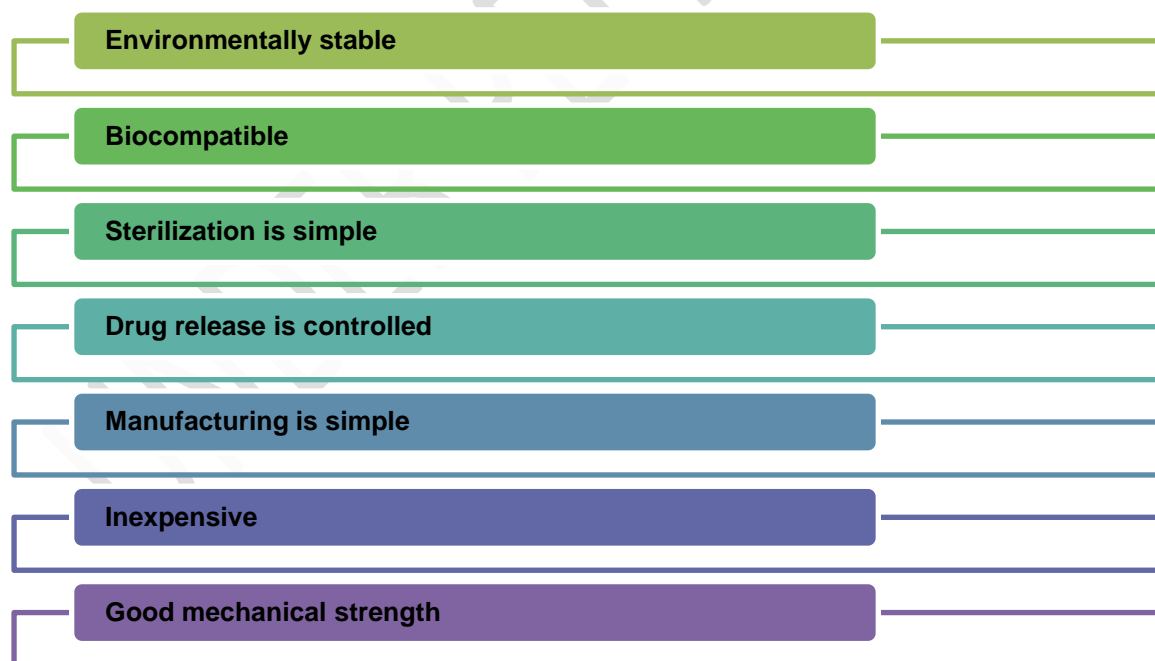 Environmentally stable
Biocompatible
Sterilization is simple
Drug release is controlled
Manufacturing is simple
Inexpensive
Good mechanical strength